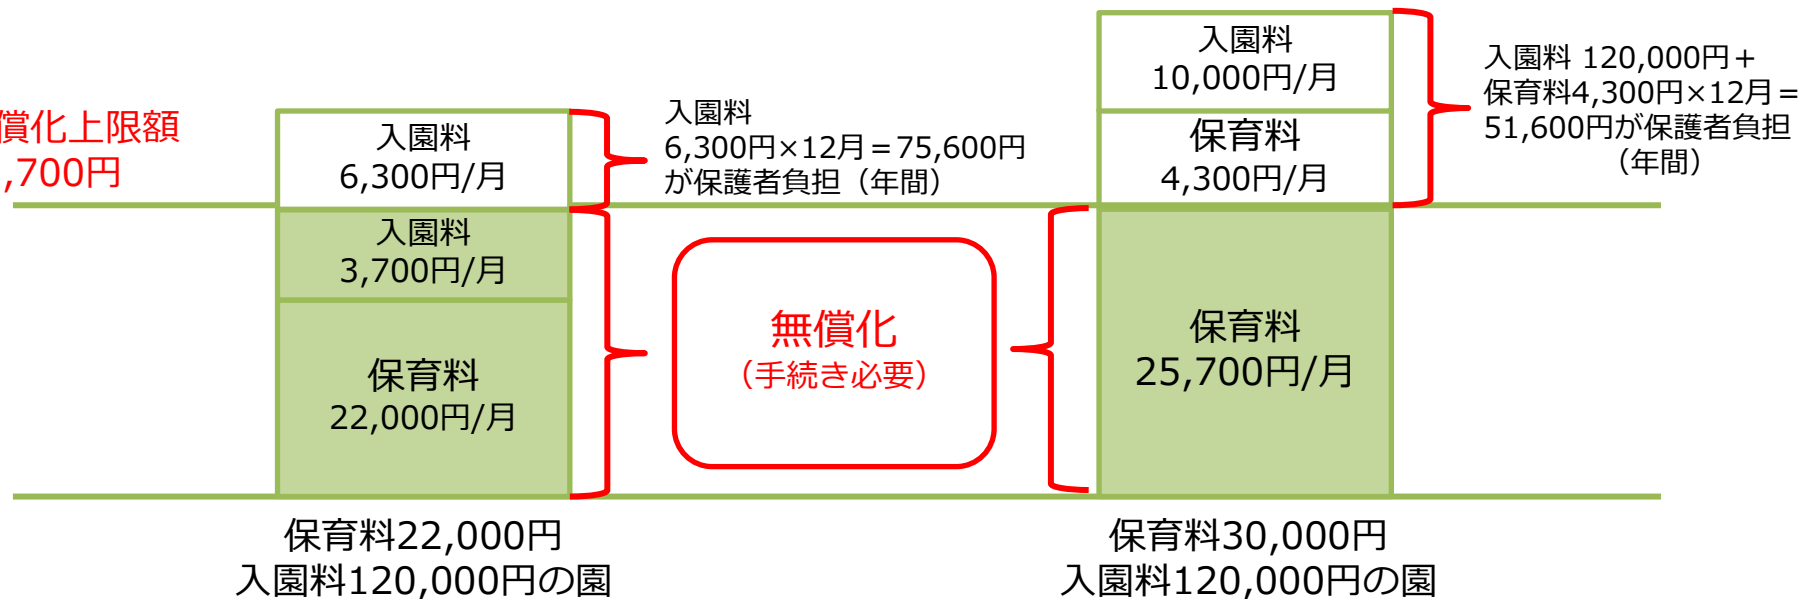 償化上限額
,700円
入園料
6,300円/月
入園料
3,700円/月
保育料
22,000円/月
保育料22,000円
入園料120,000円の園
入園料
6,300円×12月＝75,600円
が保護者負担（年間）
無償化
（手続き必要）
入園料
10,000円/月
保育料
4,300円/月
保育料
25,700円/月
保育料30,000円
入園料120,000円の園
入園料 120,000円＋
保育料4,300円×12月＝
51,600円が保護者負担
（年間）